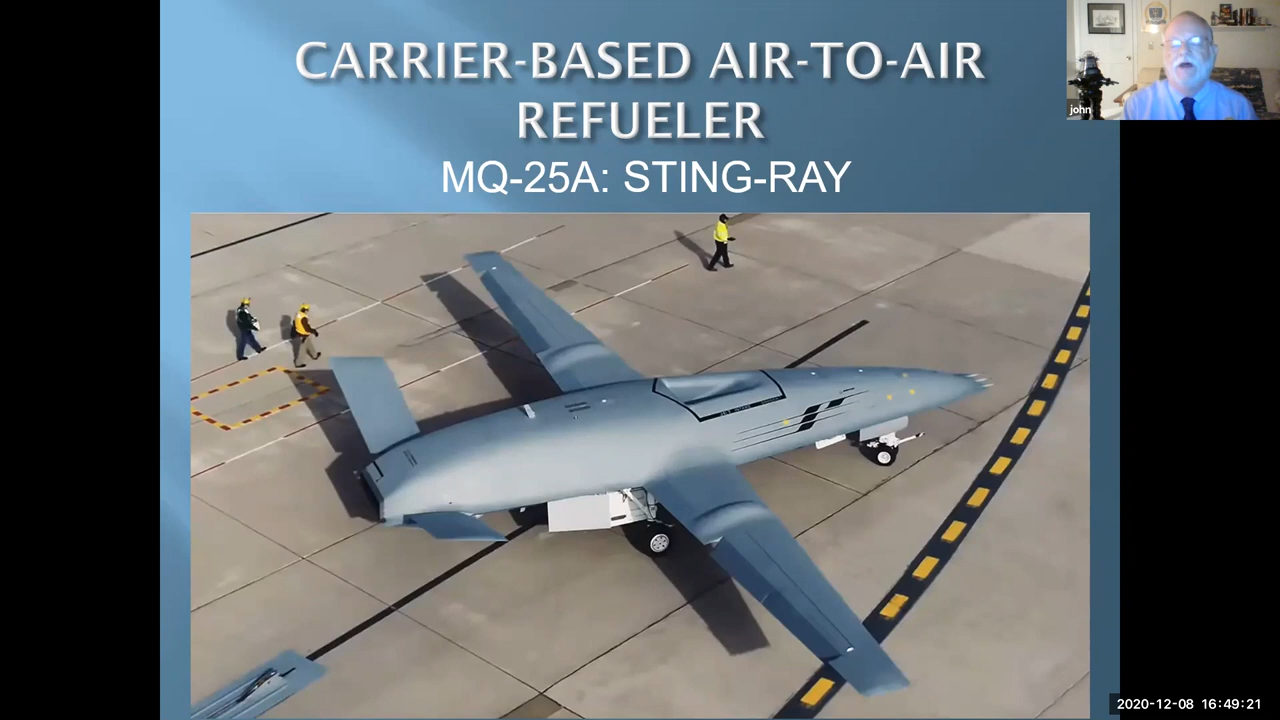 CARRIER-BASED AIR-TO-AIR
REFUELER
MQ-25A: STING-RAY
john
2020-12-08 16:49:21